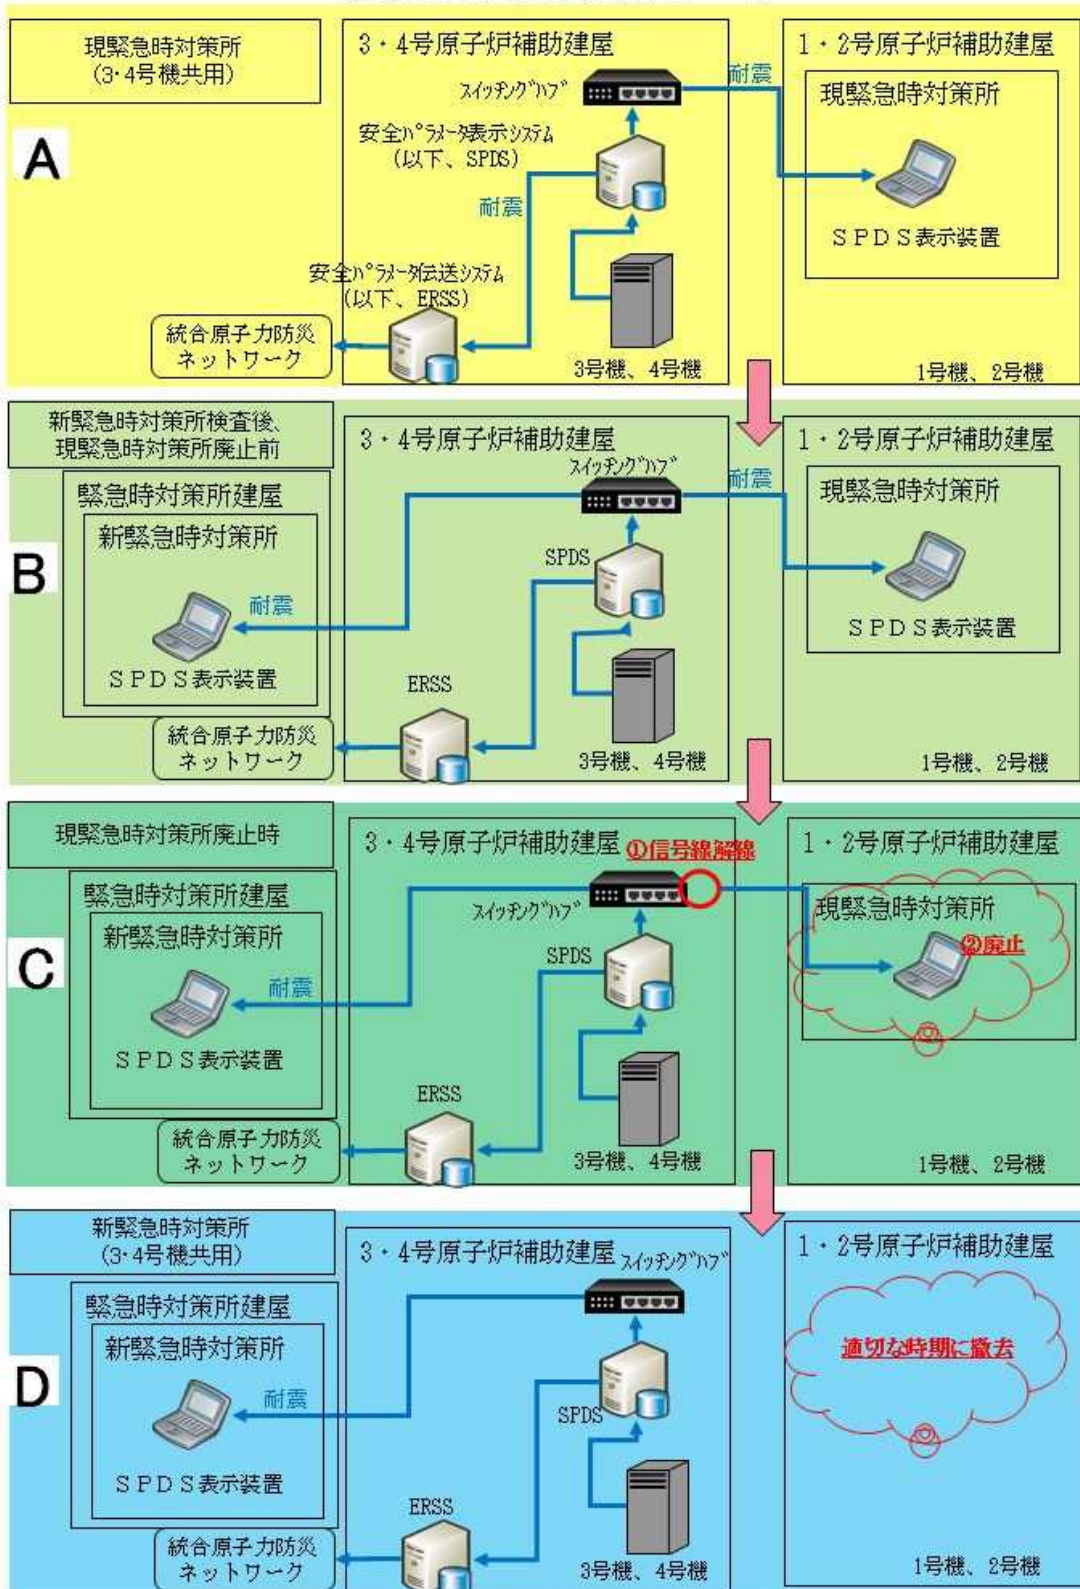 現緊急時対策所
(3･4号機共用)
3・4号原子炉補助建屋
1・2号原子炉補助建屋
スイッチングハブ
耐震
現緊急時対策所
A
安全パラメータ表示システム
(以下、SPDS)
耐震
SPDS表示装置
安全パラメータ伝送システム
(以下、ERSS)
統合原子力防災
ネットワーク
3号機、4号機
1号機、2号機
新緊急時対策所検査後、
現緊急時対策所廃止前
3・4号原子炉補助建屋
1・2号原子炉補助建屋
スイッチングハブ
耐震
緊急時対策所建屋
現緊急時対策所
新緊急時対策所
B
SPDS
耐震
SPDS表示装置
SPDS表示装置
ERSS
統合原子力防災
ネットワーク
3号機、4号機
1号機、2号機
現緊急時対策所廃止時
3・4号原子炉補助建屋
①信号線解線
1・2号原子炉補助建屋
緊急時対策所建屋
スイッチングハブ
現緊急時対策所
新緊急時対策所
②廃止
C
SPDS
耐震
SPDS表示装置
ERSS
統合原子力防災
ネットワーク
3号機、4号機
1号機、2号機
新緊急時対策所
(3･4号機共用)
3・4号原子炉補助建屋
スイッチングハブ
1・2号原子炉補助建屋
緊急時対策所建屋
新緊急時対策所
適切な時期に撤去
D
耐震
SPDS
SPDS表示装置
ERSS
統合原子力防災
ネットワーク
3号機、4号機
1号機、2号機